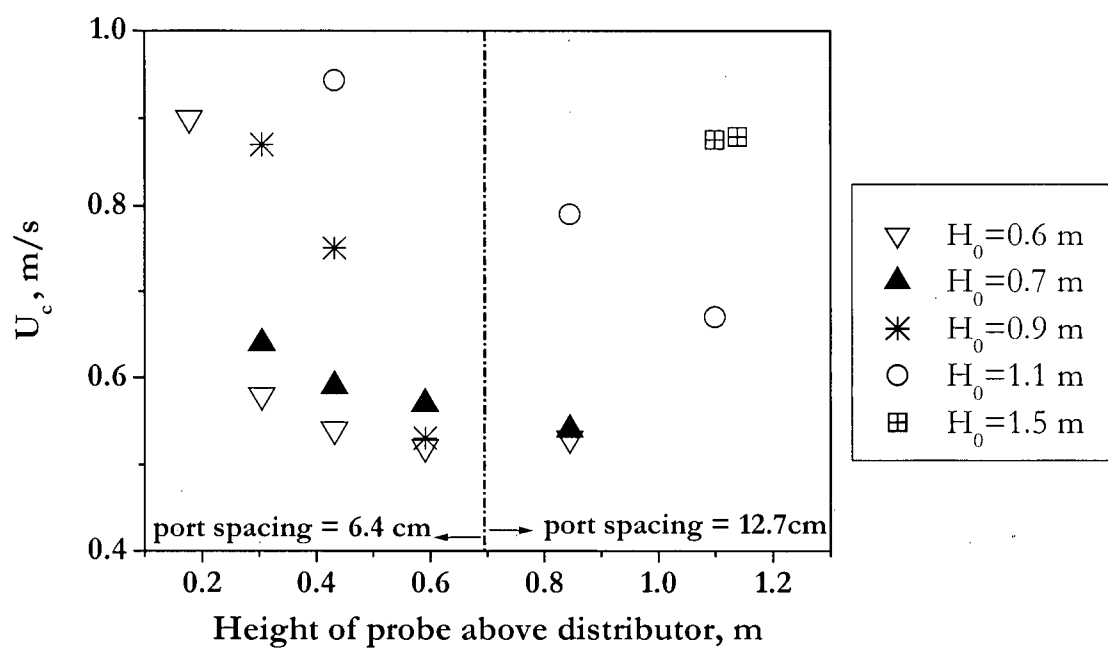 1.0
0.8
0.6
0.4
U_c, m/s
port spacing = 6.4 cm
port spacing = 12.7cm
0.2 0.4 0.6 0.8 1.0 1.2
Height of probe above distributor, m
H_0=0.6 m
H_0=0.7 m
H_0=0.9 m
H_0=1.1 m
H_0=1.5 m